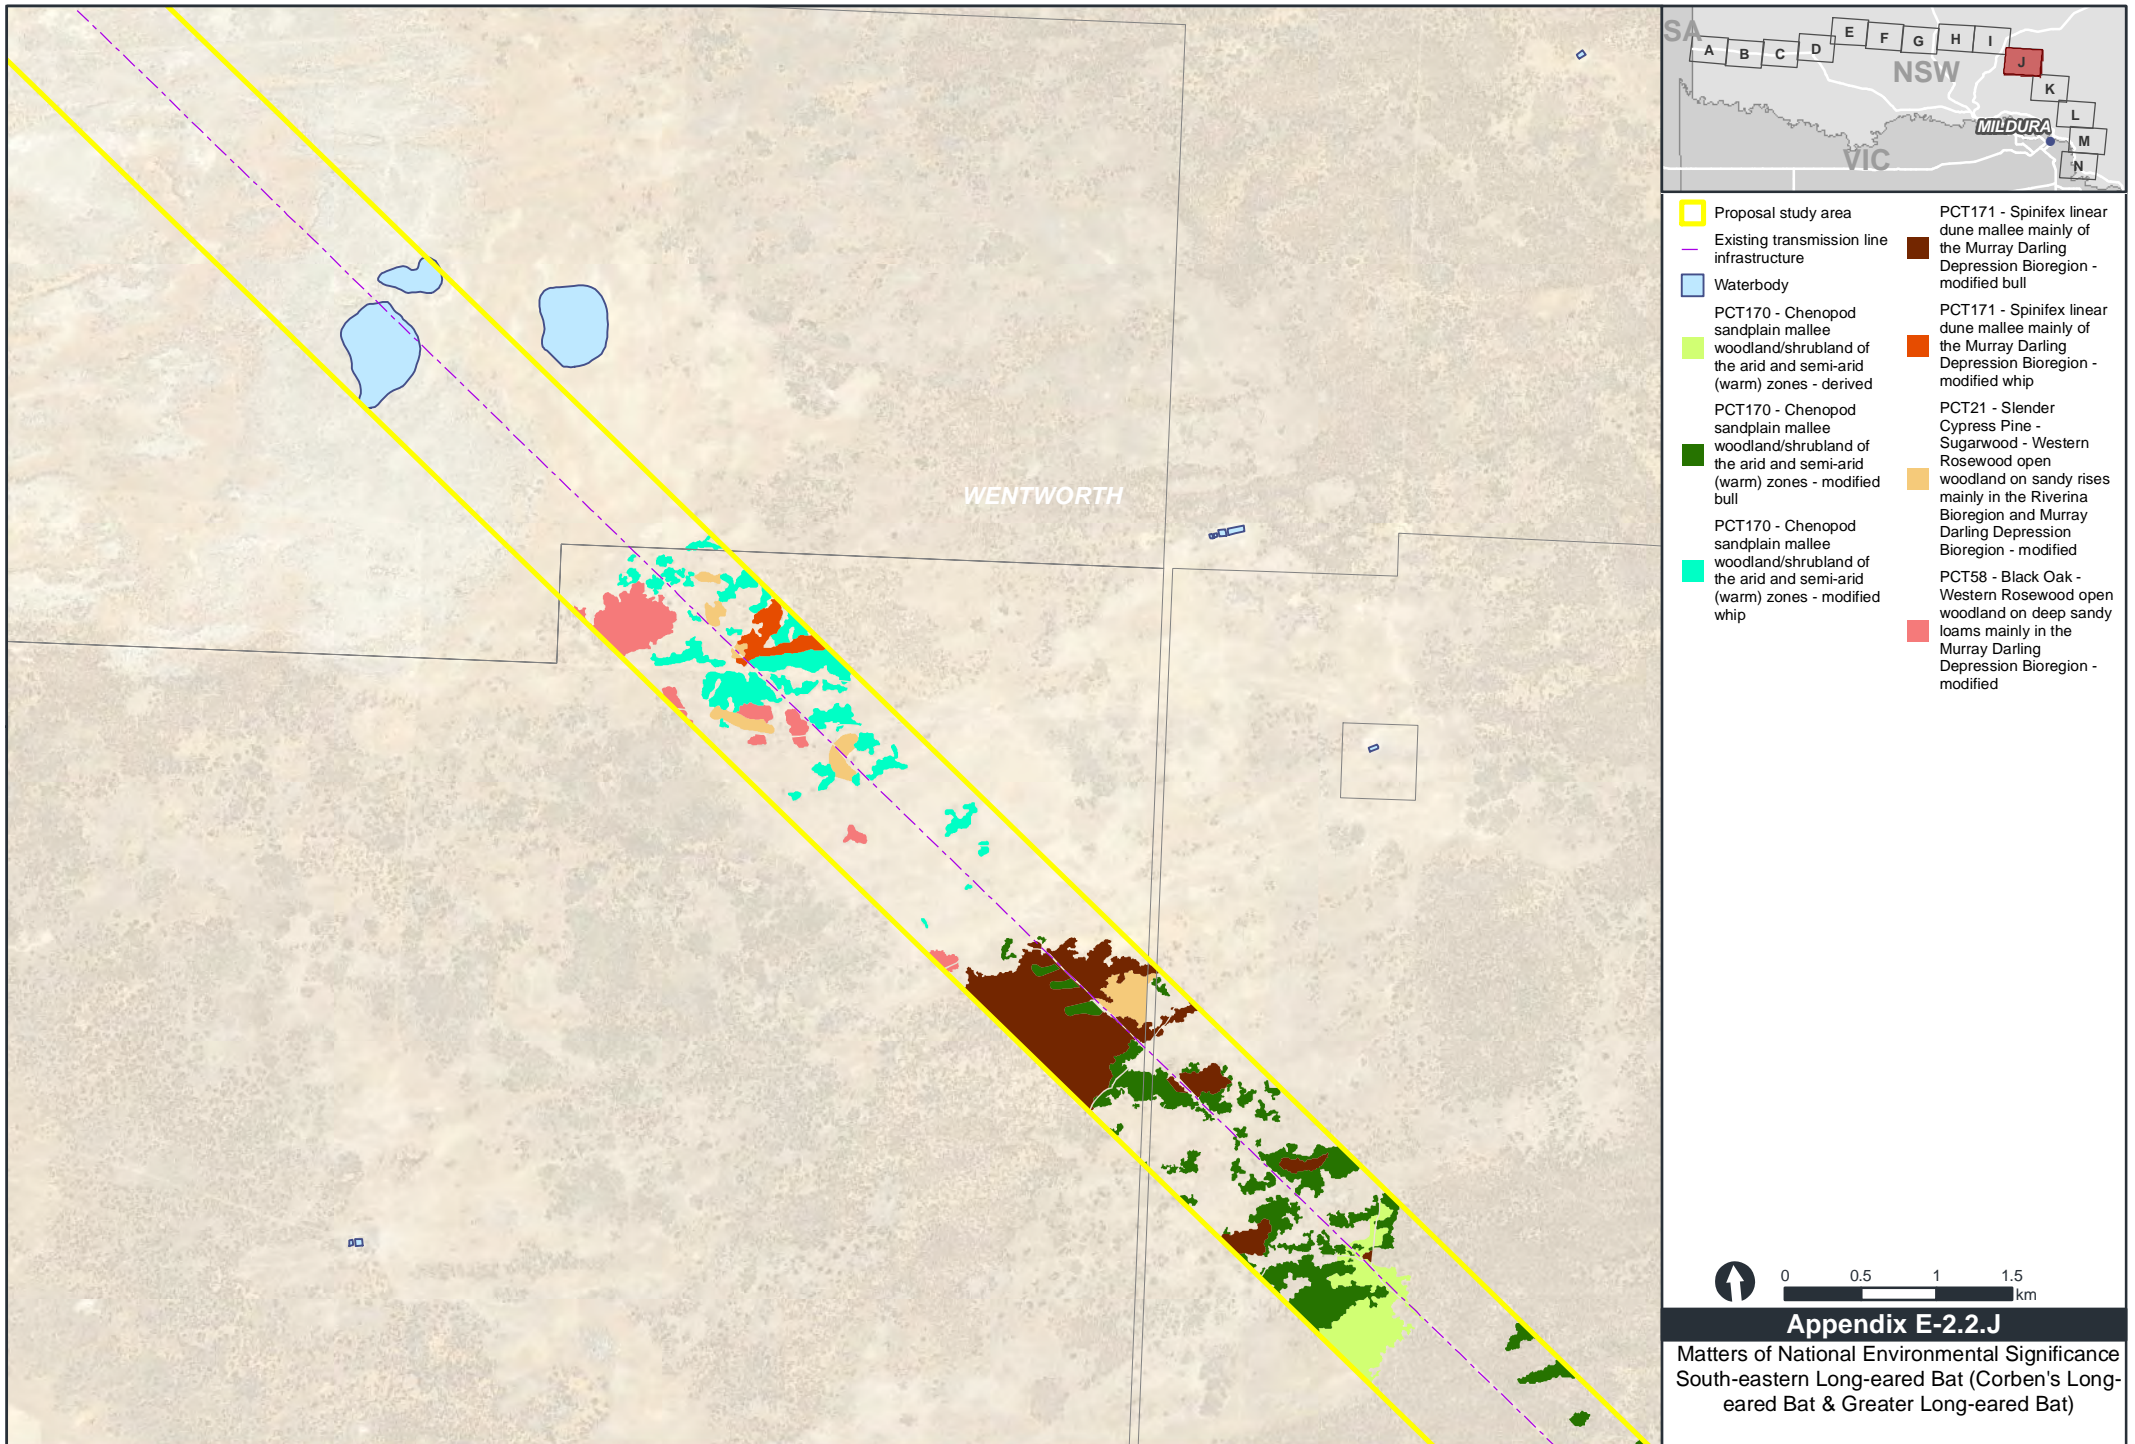 WENTWORTH
SA
A
B
C
D
E
F
G
H
I
J
K
L
M
N
NSW
MILDURA
VIC
Proposal study area
Existing transmission line
infrastructure
Waterbody
PCT170 - Chenopod
sandplain mallee
woodland/shrubland of
the arid and semi-arid
(warm) zones - derived
PCT170 - Chenopod
sandplain mallee
woodland/shrubland of
the arid and semi-arid
(warm) zones - modified
bull
PCT170 - Chenopod
sandplain mallee
woodland/shrubland of
the arid and semi-arid
(warm) zones - modified
whip
PCT171 - Spinifex linear
dune mallee mainly of
the Murray Darling
Depression Bioregion -
modified bull
PCT171 - Spinifex linear
dune mallee mainly of
the Murray Darling
Depression Bioregion -
modified whip
PCT21 - Slender
Cypress Pine -
Sugarwood - Western
Rosewood open
woodland on sandy rises
mainly in the Riverina
Bioregion and Murray
Darling Depression
Bioregion - modified
PCT58 - Black Oak -
Western Rosewood open
woodland on deep sandy
loams mainly in the
Murray Darling
Depression Bioregion -
modified
0 0.5 1 1.5
km
Appendix E-2.2.J
Matters of National Environmental Significance
South-eastern Long-eared Bat (Corben's Long-
eared Bat & Greater Long-eared Bat)